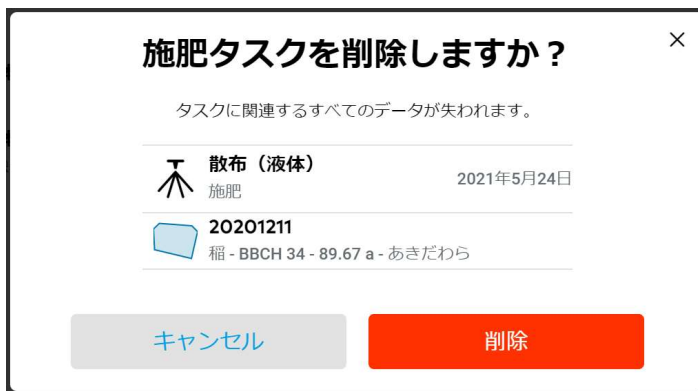 施肥タスクを削除しますか？
タスクに関連するすべてのデータが失われます。
散布（液体）
施肥
2021年5月24日
20201211
稲 - BBCH 34 - 89.67 a - あきだわら
キャンセル
削除